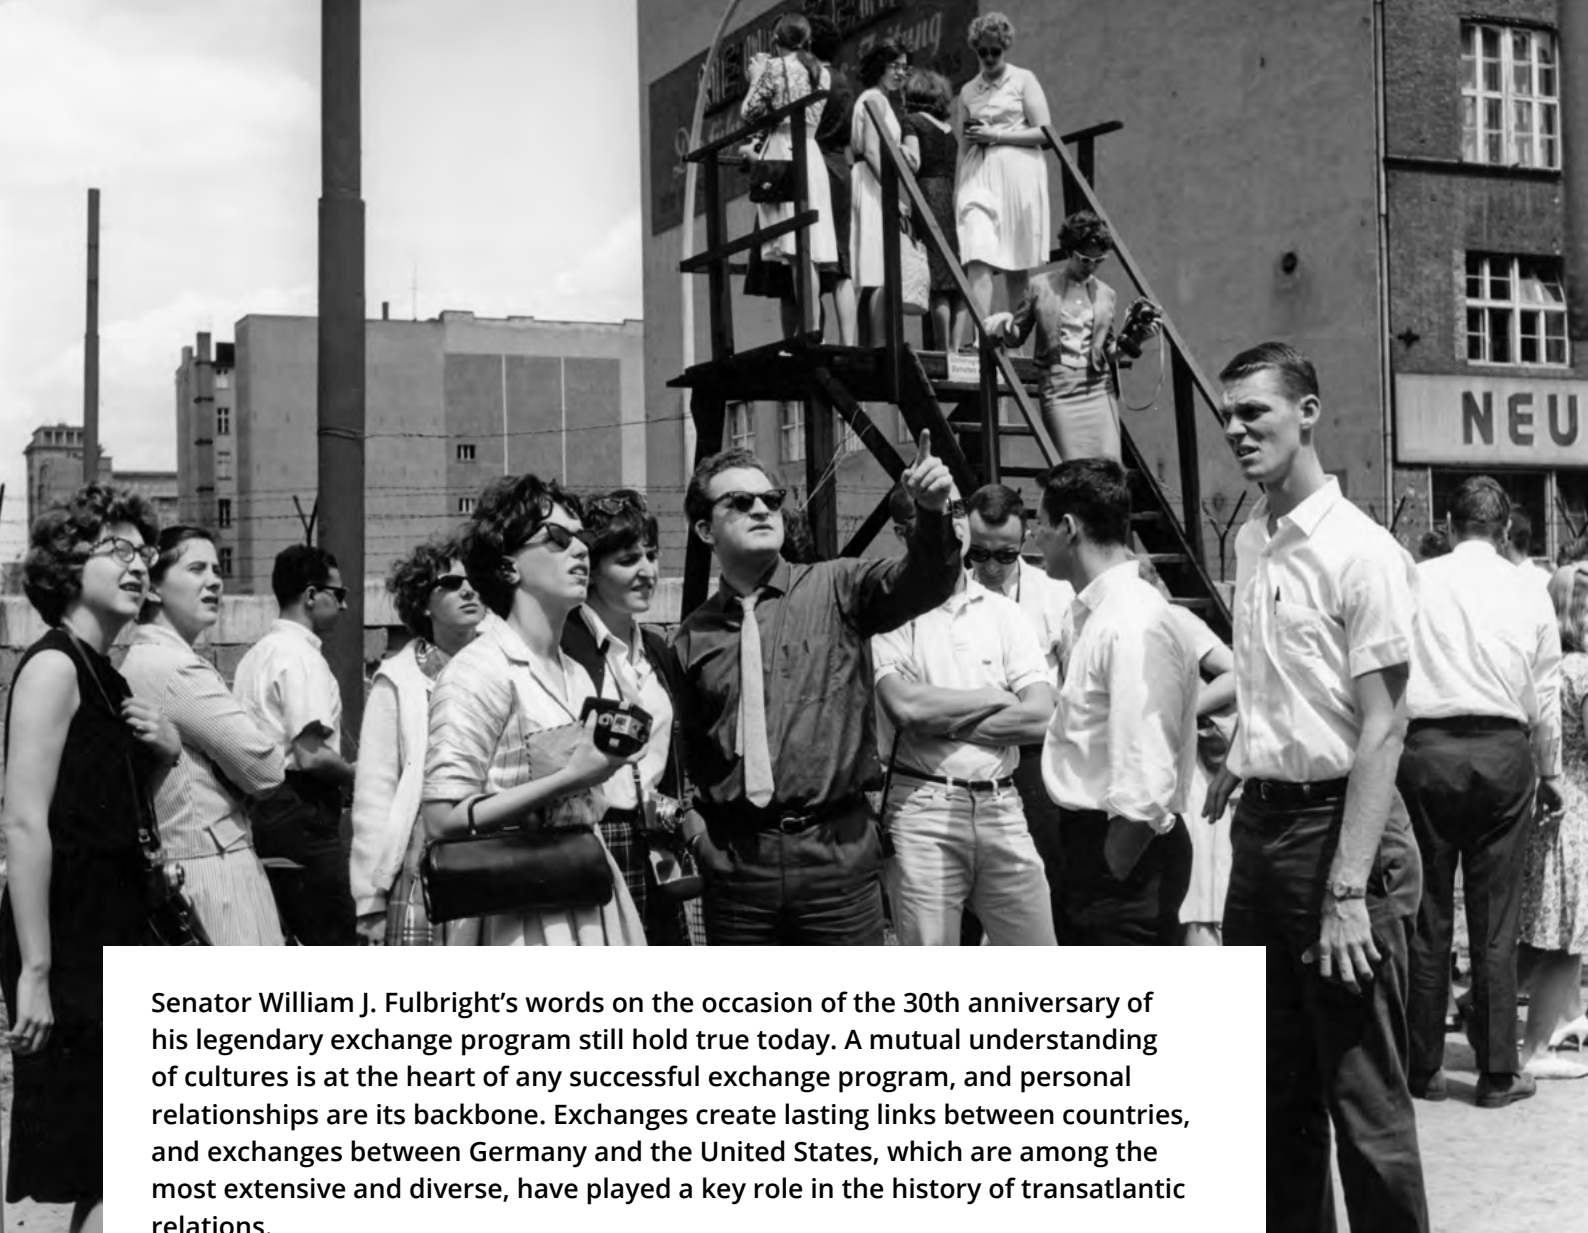 Zeitung
NEU
Senator William J. Fulbright’s words on the occasion of the 30th anniversary of
his legendary exchange program still hold true today. A mutual understanding
of cultures is at the heart of any successful exchange program, and personal
relationships are its backbone. Exchanges create lasting links between countries,
and exchanges between Germany and the United States, which are among the
most extensive and diverse, have played a key role in the history of transatlantic
relations.